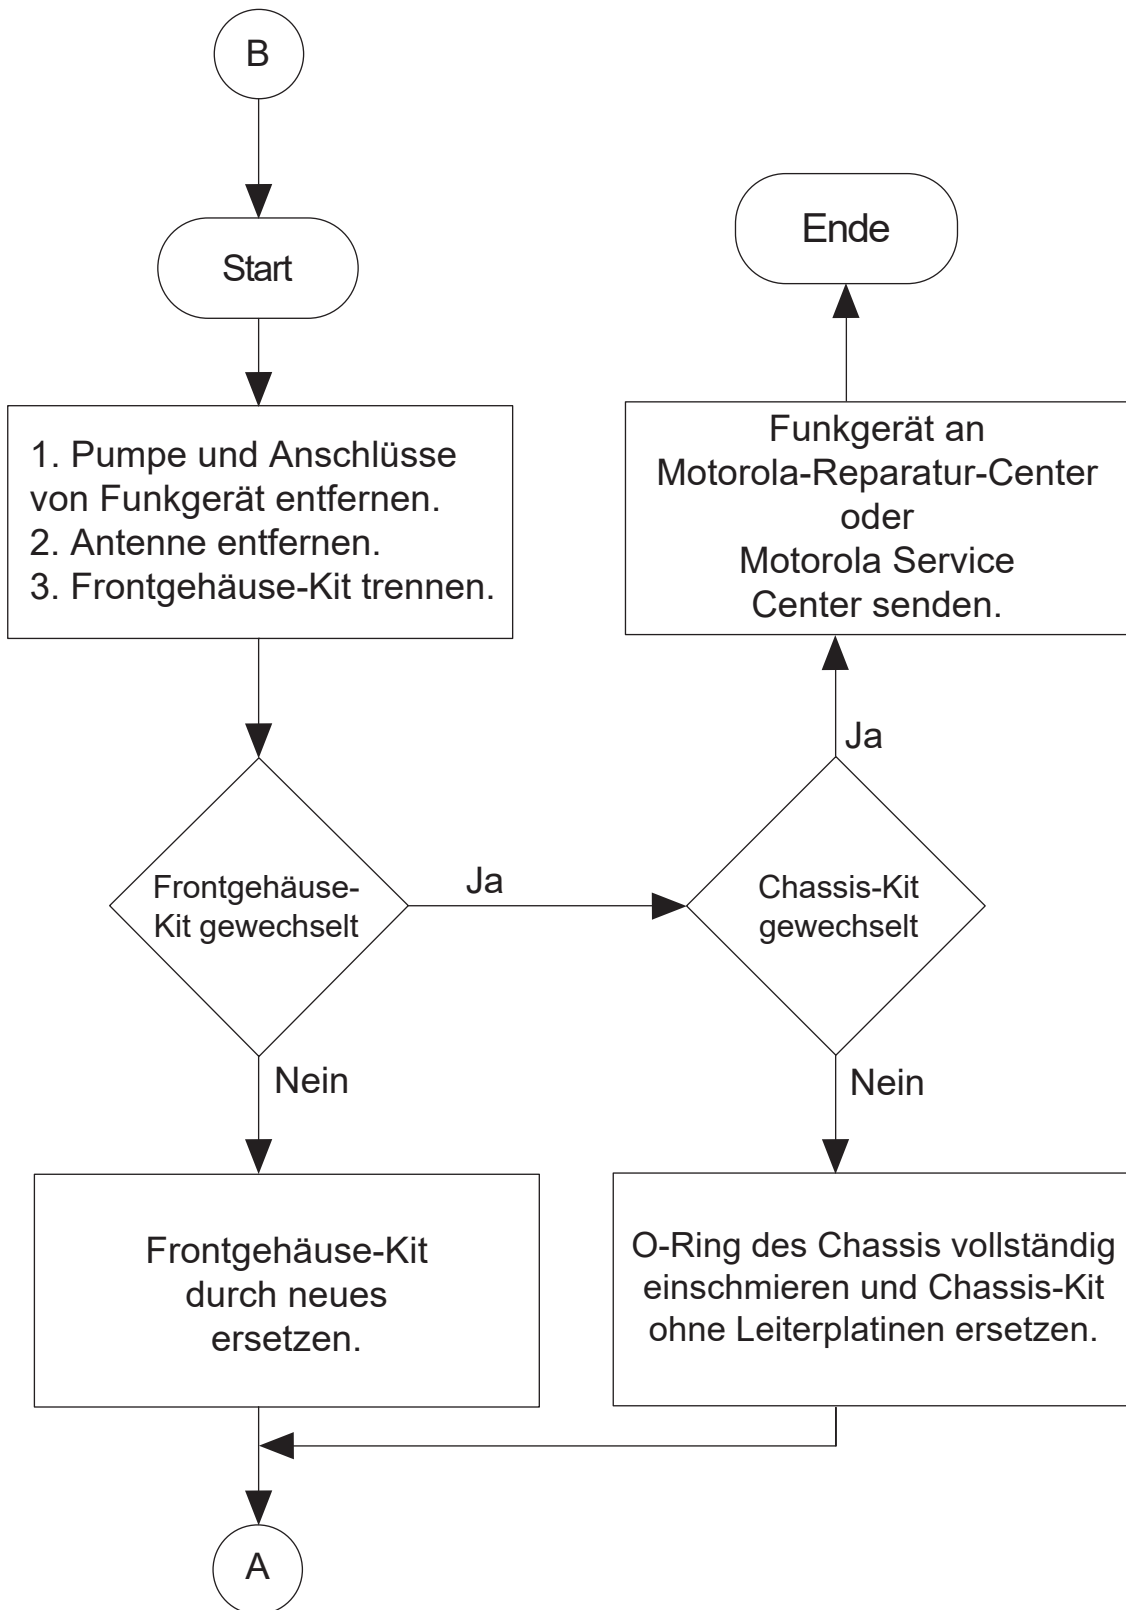 B
Start
1. Pumpe und Anschlüsse
von Funkgerät entfernen.
2. Antenne entfernen.
3. Frontgehäuse-Kit trennen.
Ende
Funkgerät an
Motorola-Reparatur-Center
oder
Motorola Service
Center senden.
Ja
Frontgehäuse-
Kit gewechselt
Ja
Chassis-Kit
gewechselt
Nein
Nein
Frontgehäuse-Kit
durch neues
ersetzen.
O-Ring des Chassis vollständig
einschmieren und Chassis-Kit
ohne Leiterplatinen ersetzen.
A